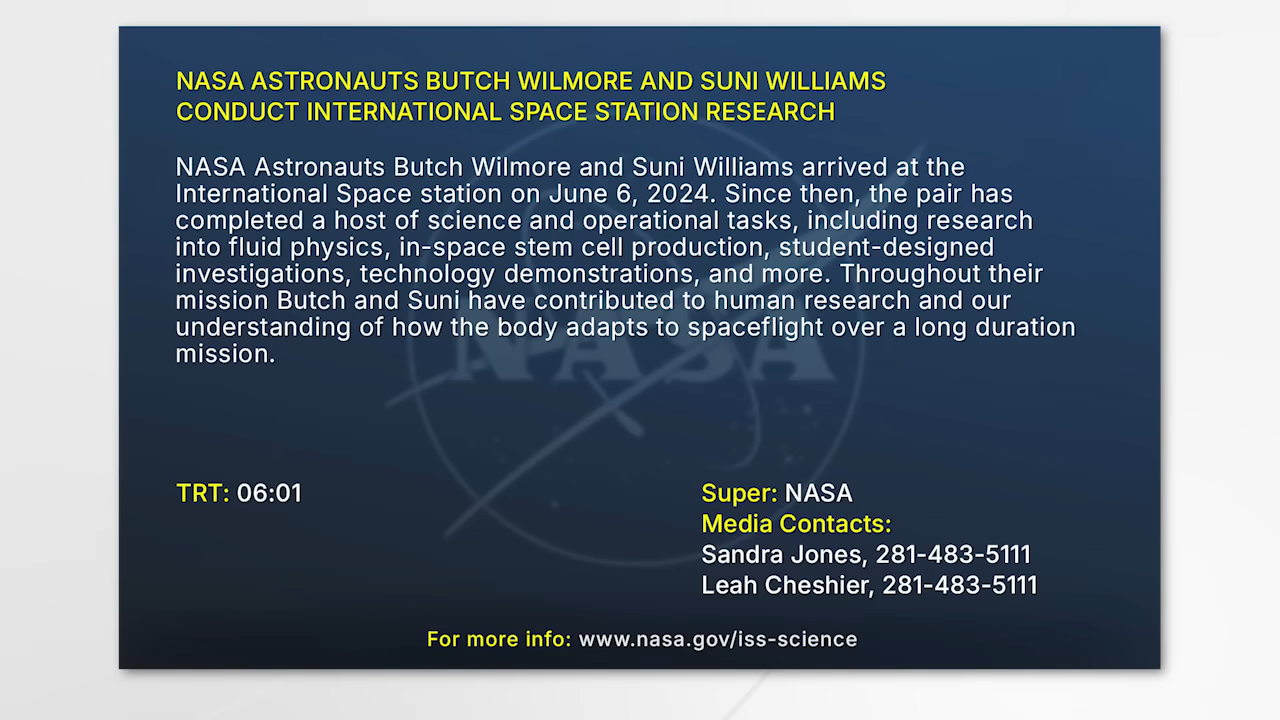 NASA ASTRONAUTS BUTCH WILMORE AND SUNI WILLIAMS
CONDUCT INTERNATIONAL SPACE STATION RESEARCH
NASA Astronauts Butch Wilmore and Suni Williams arrived at the
International Space station on June 6, 2024. Since then, the pair has
completed a host of science and operational tasks, including research
into fluid physics, in-space stem cell production, student-designed
investigations, technology demonstrations, and more. Throughout their
mission Butch and Suni have contributed to human research and our
understanding of how the body adapts to spaceflight over a long duration
mission.
NASA
TRT: 06:01
Super: NASA
Media Contacts:
Sandra Jones, 281-483-5111
Leah Cheshier, 281-483-5111
For more info: www.nasa.gov/iss-science